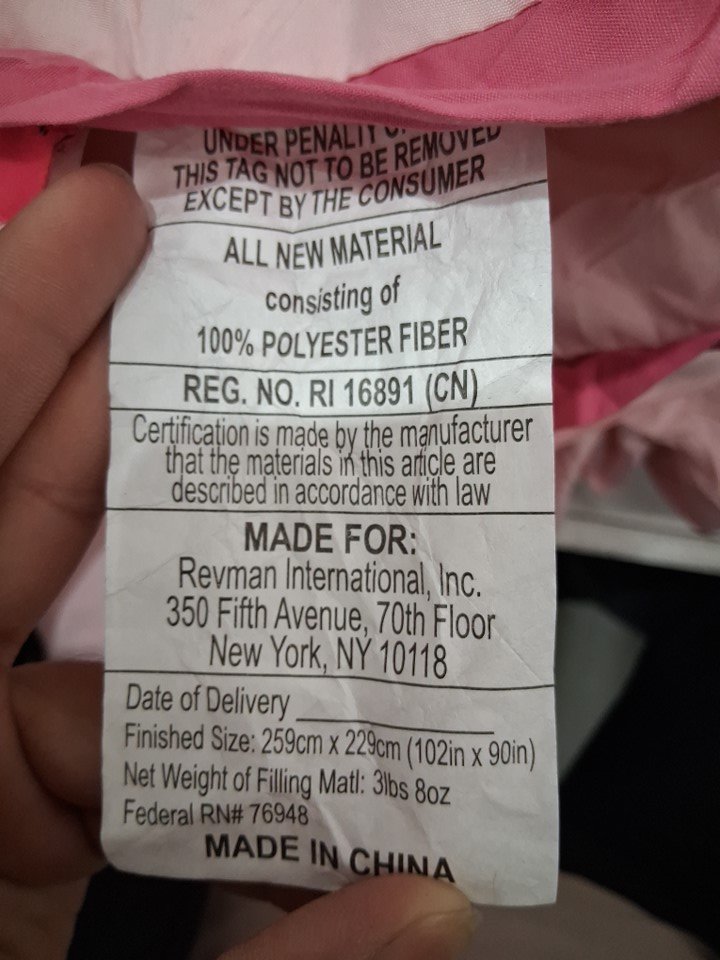 UNDER PENALTY
THIS TAG NOT TO BE REMOVED
EXCEPT BY THE CONSUMER
ALL NEW MATERIAL
consisting of
100% POLYESTER FIBER
REG. NO. RI 16891 (CN)
Certification is made by the manufacturer
that the materials in this article are
described in accordance with law
MADE FOR:
Revman International, Inc.
350 Fifth Avenue, 70th Floor
New York, NY 10118
Date of Delivery
Finished Size: 259cm x 229cm (102in x 90in)
Net Weight of Filling Matl: 3lbs 8oz
Federal RN# 76948
MADE IN CHINA